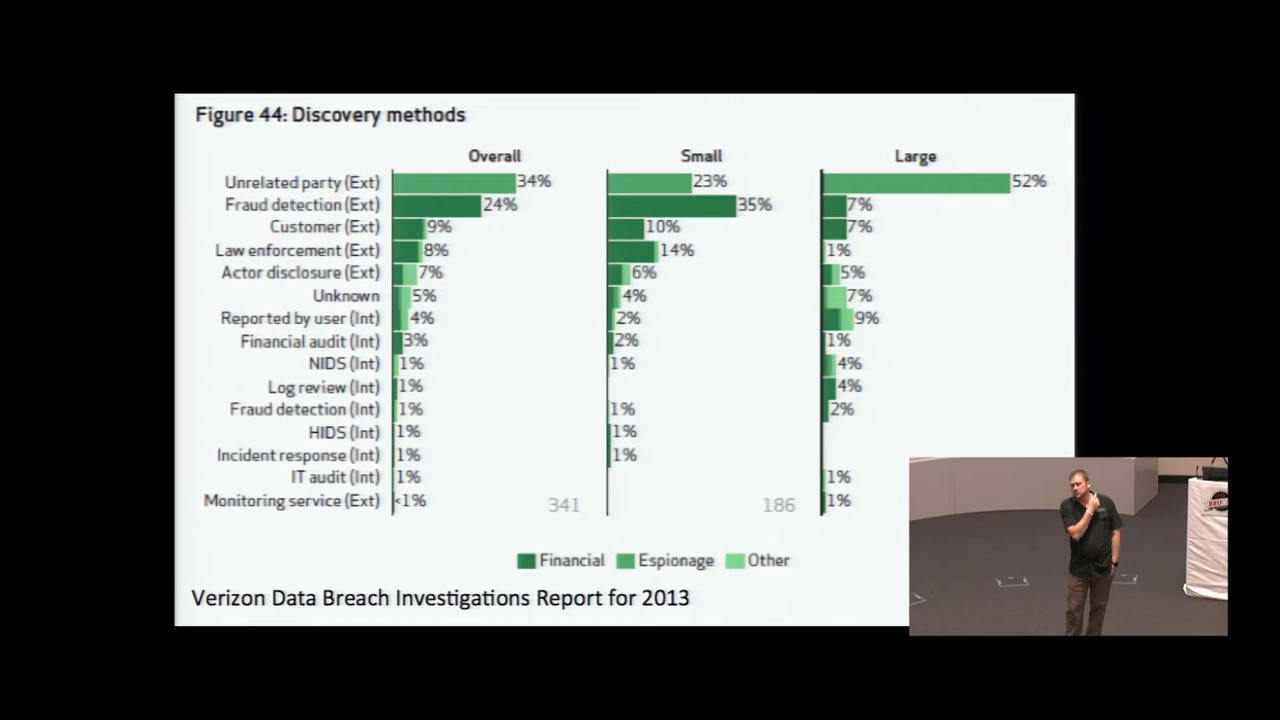 Figure 44: Discovery methods
Overall Small Large
Unrelated party (Ext) 34% 23% 52%
Fraud detection (Ext) 24% 35% 7%
Customer (Ext) 9% 10% 7%
Law enforcement (Ext) 8% 14% 1%
Actor disclosure (Ext) 7% 6% 5%
Unknown 5% 4% 7%
Reported by user (Int) 4% 2% 9%
Financial audit (Int) 3% 2% 1%
NIDS (Int) 1% 1% 4%
Log review (Int) 1% 4%
Fraud detection (Int) 1% 1% 2%
HIDS (Int) 1% 1%
Incident response (Int) 1% 1%
IT audit (Int) 1% 1%
Monitoring service (Ext) <1% 341 186 1%
Financial Espionage Other
Verizon Data Breach Investigations Report for 2013